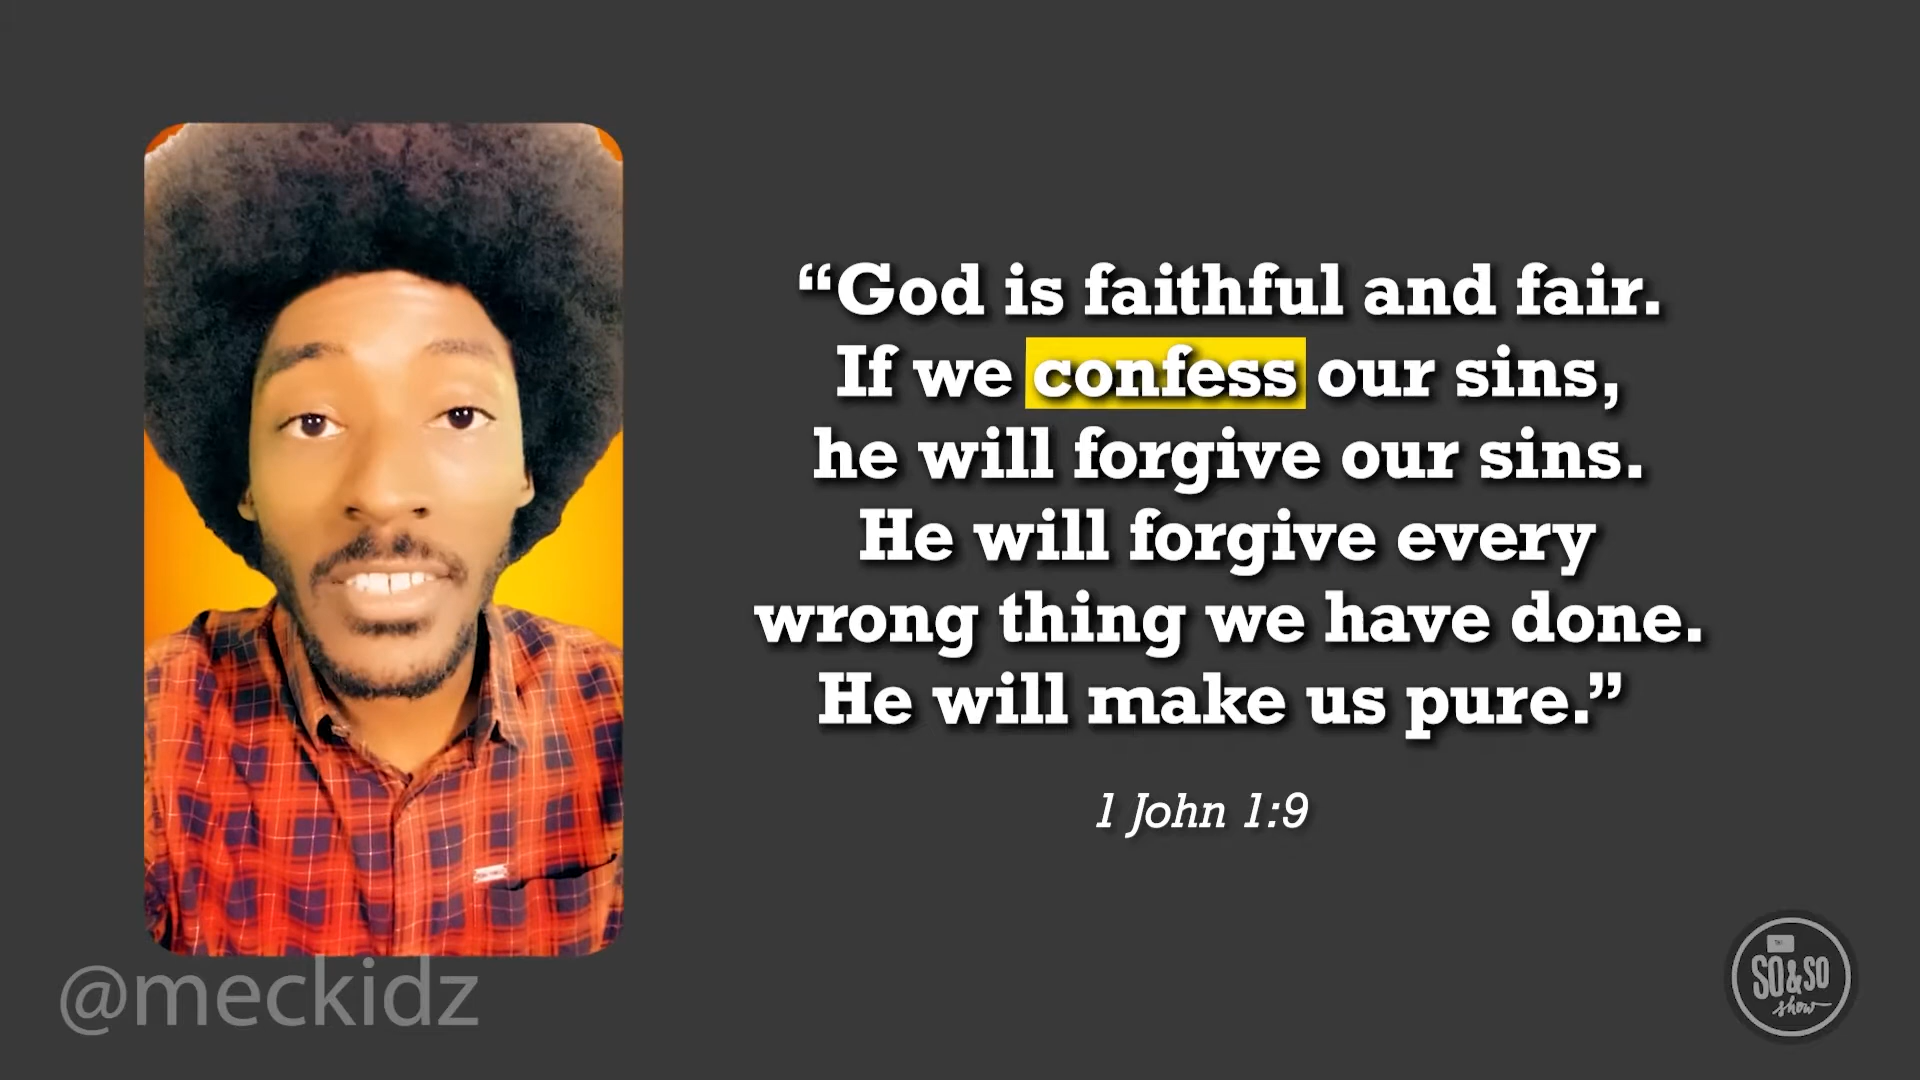 “God is faithful and fair.
If we confess our sins,
he will forgive our sins.
He will forgive every
wrong thing we have done.
He will make us pure.”
1 John 1:9
@meckidz
SO&SO
show